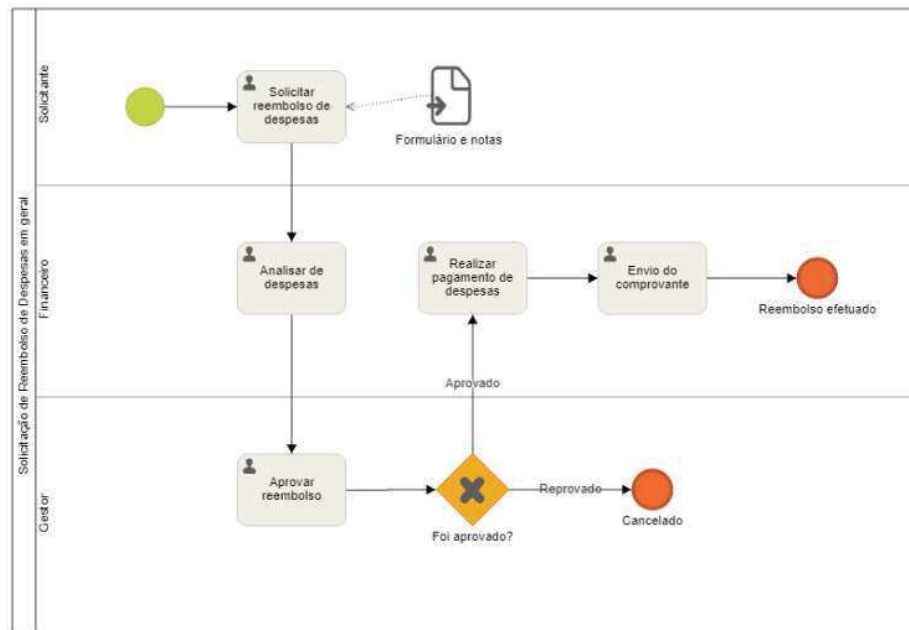 Solicitação de Reembolso de Despesas em geral
Solicitante
Solicitar
reembolso de
despesas
Formulário e notas
Financeiro
Analisar de
despesas
Realizar
pagamento de
despesas
Envio do
comprovante
Reembolso efetuado
Aprovado
Gestor
Aprovar
reembolso
Foi aprovado?
Reprovado
Cancelado